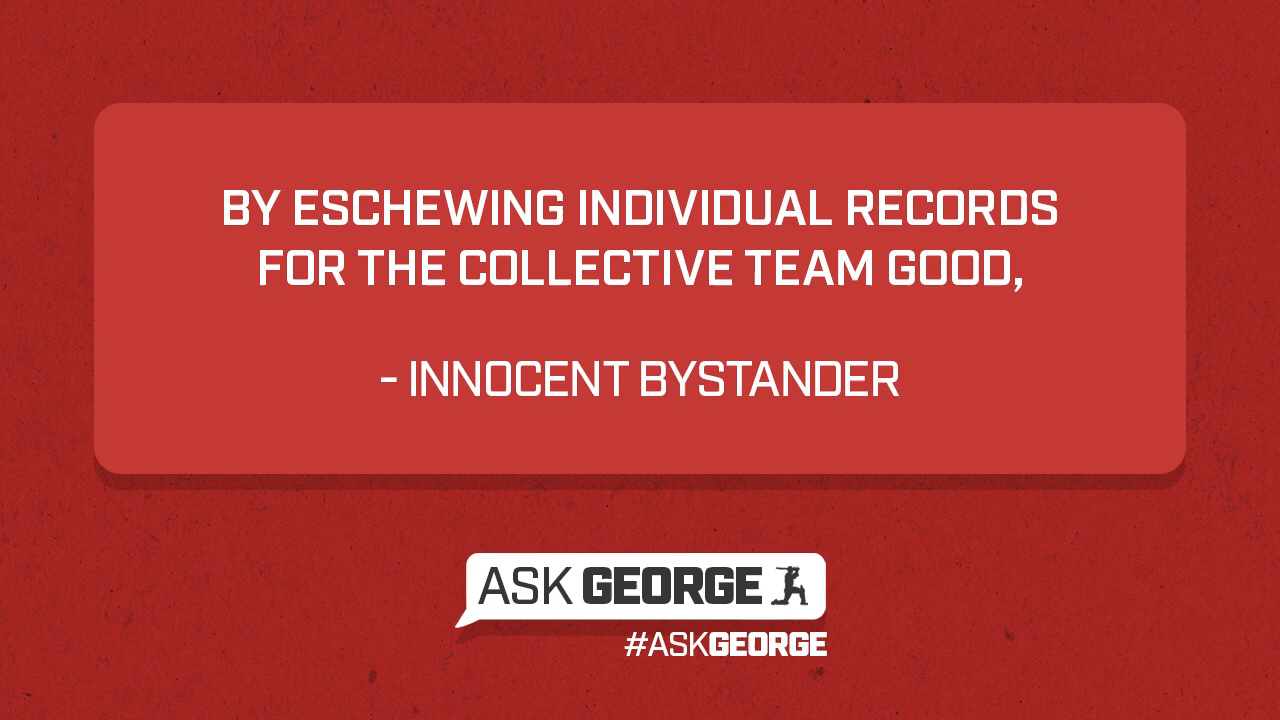 BY ESCHEWING INDIVIDUAL RECORDS
FOR THE COLLECTIVE TEAM GOOD,
- INNOCENT BYSTANDER
ASK GEORGE
#ASKGEORGE